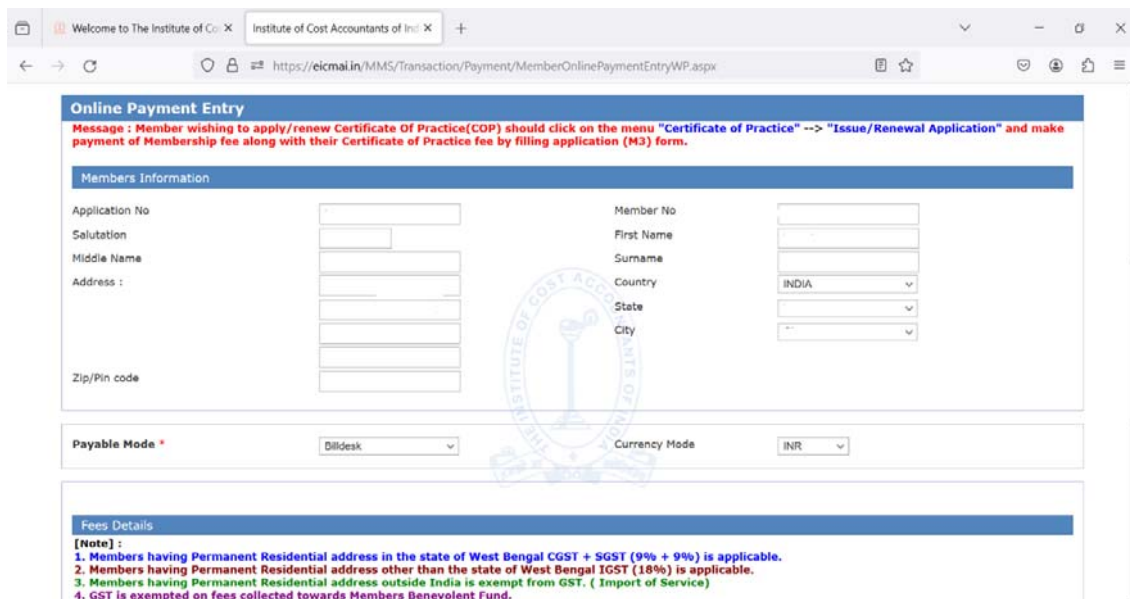 Welcome to The Institute of Co
Institute of Cost Accountants of Ind
https://eicmai.in/MMS/Transaction/Payment/MemberOnlinePaymentEntryWP.aspx
Online Payment Entry
Message : Member wishing to apply/renew Certificate Of Practice(COP) should click on the menu "Certificate of Practice" --> "Issue/Renewal Application" and make
payment of Membership fee along with their Certificate of Practice fee by filling application (M3) form.
Members Information
Application No Member No
Salutation First Name
Middle Name Surname
Address : Country INDIA
State
City
Zip/Pin code
THE INSTITUTE OF COST ACCOUNTANTS OF INDIA
Payable Mode * Billdesk Currency Mode INR
Fees Details
[Note] :
1. Members having Permanent Residential address in the state of West Bengal CGST + SGST (9% + 9%) is applicable.
2. Members having Permanent Residential address other than the state of West Bengal IGST (18%) is applicable.
3. Members having Permanent Residential address outside India is exempt from GST. ( Import of Service)
4. GST is exempted on fees collected towards Members Benevolent Fund.